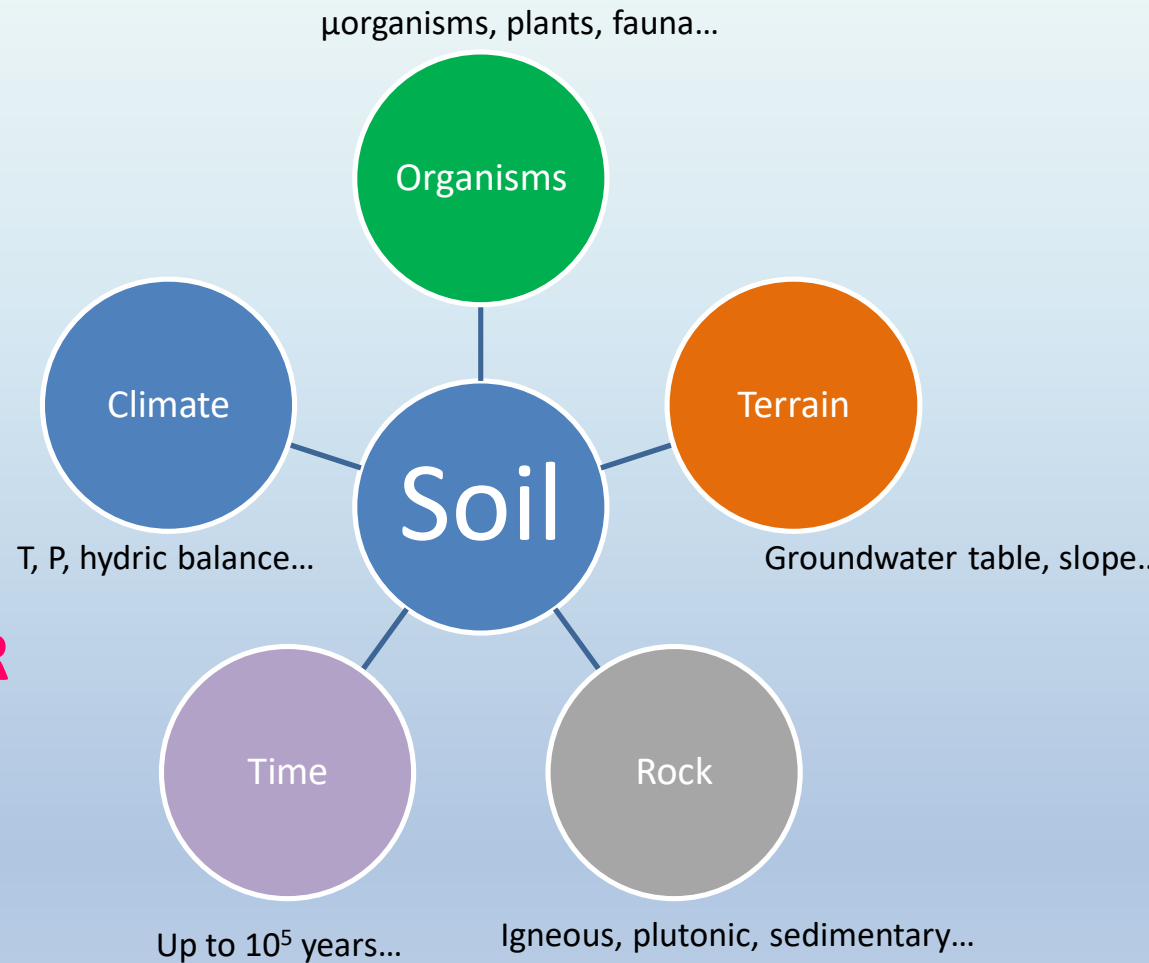 μorganisms, plants, fauna...
Organisms
Climate
Terrain
Soil
T, P, hydric balance...
Groundwater table, slope..
R
Time
Rock
Up to 10⁵ years...
Igneous, plutonic, sedimentary...